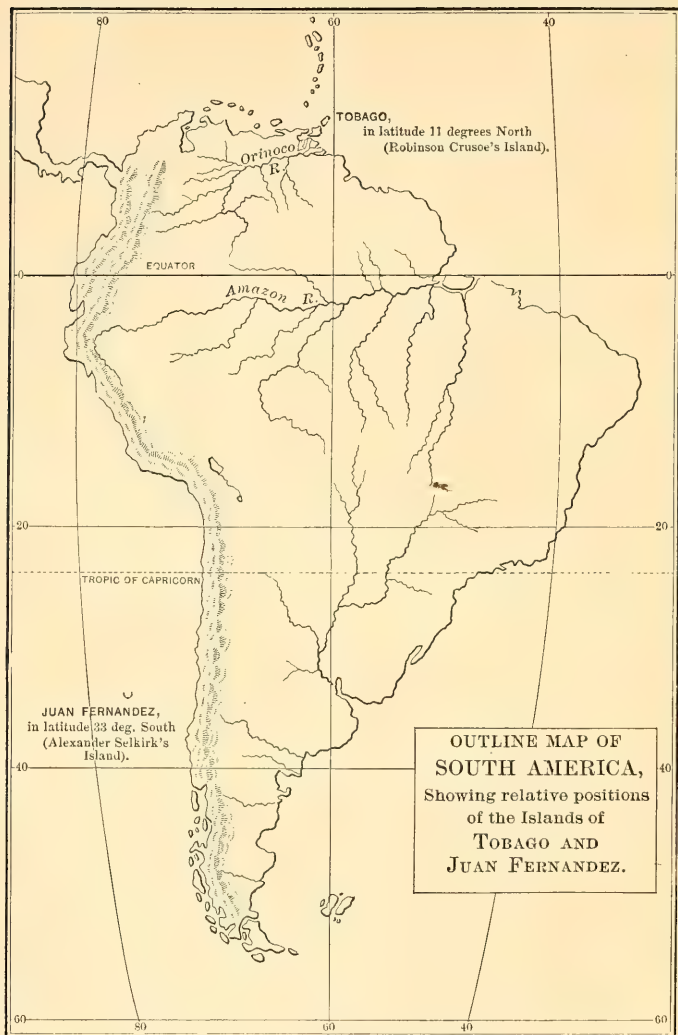 80
60
40
TOBAGO,
in latitude 11 degrees North
(Robinson Crusoe's Island).
Orinoco
R.
EQUATOR
0
0
Amazon R.
20
20
TROPIC OF CAPRICORN
JUAN FERNANDEZ,
in latitude 33 deg. South
(Alexander Selkirk's
Island).
40
40
OUTLINE MAP OF
SOUTH AMERICA,
Showing relative positions
of the Islands of
TOBAGO AND
JUAN FERNANDEZ.
60
60
80
60
40